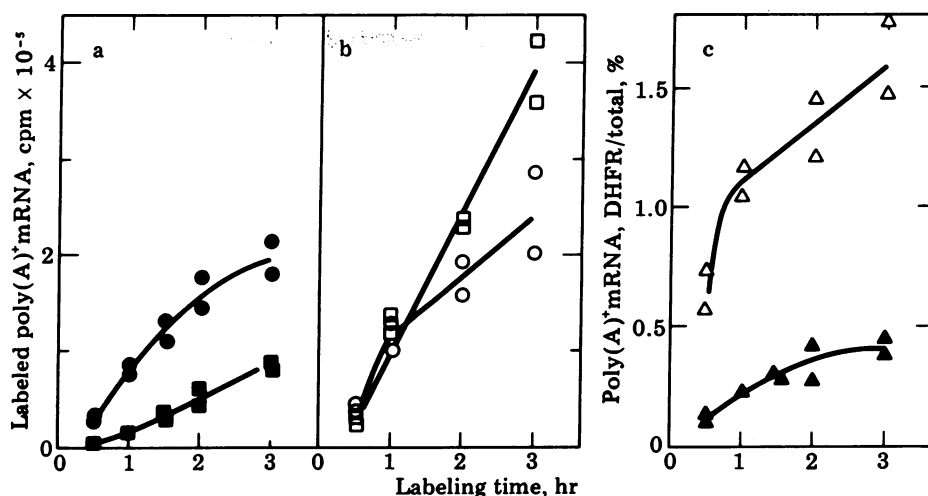 Labeled poly(A)⁺mRNA, cpm × 10⁻⁵
4
2
0
a
b
0 1 2 3 0 1 2 3
Labeling time, hr
Poly(A)⁺mRNA, DHFR/total, %
c
1.5
1.0
0.5
0
0 1 2 3